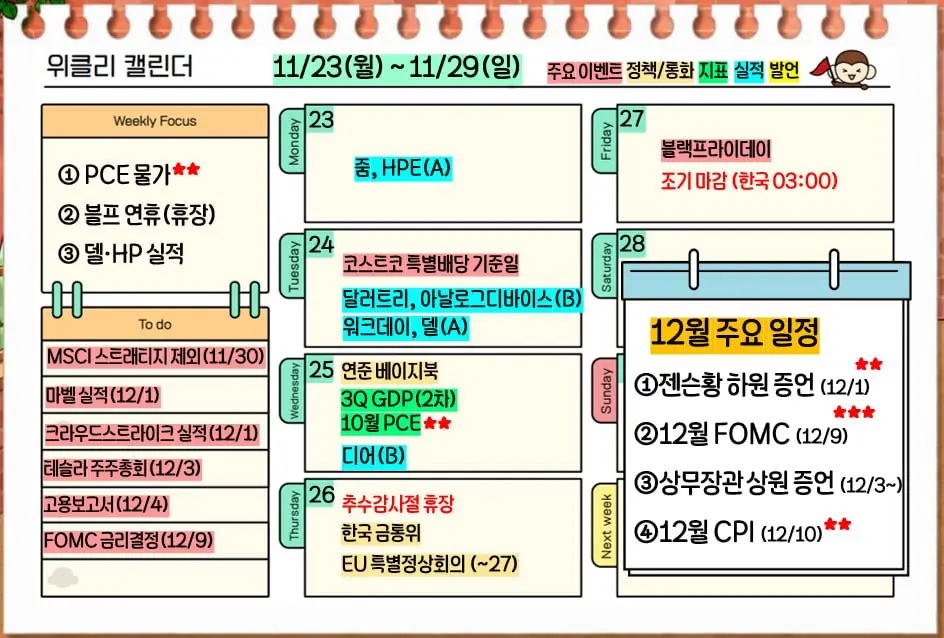 위클리 캘린더
11/23(월) ~ 11/29(일)
주요 이벤트 정책/통화 지표 실적 발언
Weekly Focus
① PCE 물가★★
② 블프 연휴(휴장)
③ 델·HP 실적
To do
MSCI 스트래티지 제외(11/30)
마벨 실적(12/1)
크라우드스트라이크 실적(12/1)
테슬라 주주총회(12/3)
고용보고서(12/4)
FOMC 금리결정(12/9)
Monday
23
줌, HPE(A)
Tuesday
24
코스트코 특별배당 기준일
달러트리, 아날로그디바이스(B)
워크데이, 델(A)
Wednesday
25
연준 베이지북
3Q GDP(2차)
10월 PCE★★
디어(B)
Thursday
26
추수감사절 휴장
한국 금통위
EU 특별정상회의 (~27)
Friday
27
블랙프라이데이
조기 마감 (한국 03:00)
Saturday
28
Sunday
Next week
12월 주요 일정
①젠슨황 하원 증언 (12/1)★★
②12월 FOMC (12/9)★★★
③상무장관 상원 증언 (12/3~)
④12월 CPI (12/10)★★